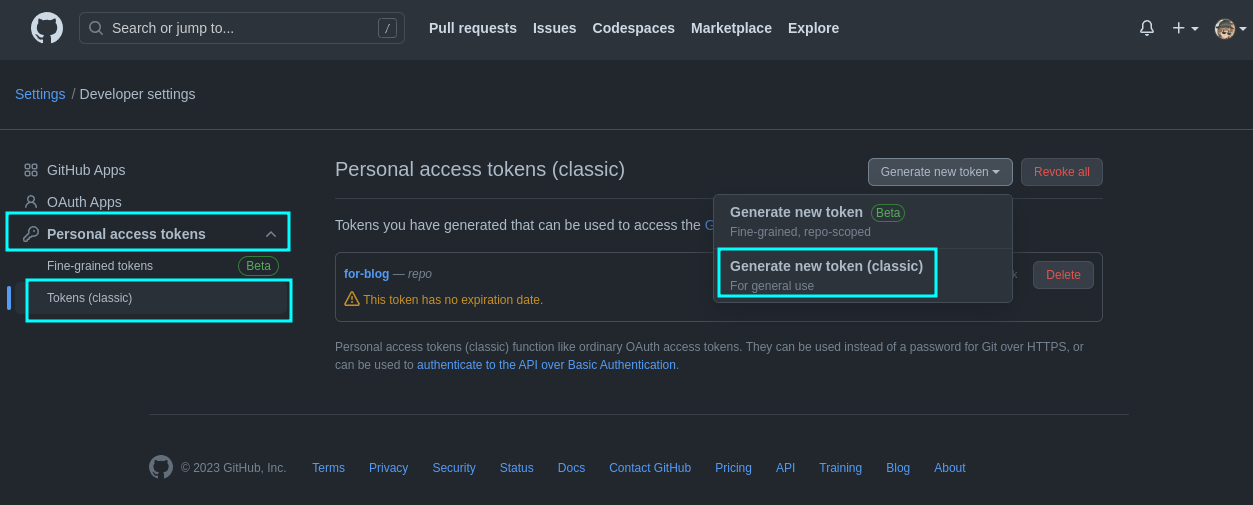 Search or jump to... /
Pull requests Issues Codespaces Marketplace Explore
Settings / Developer settings
GitHub Apps
OAuth Apps
Personal access tokens
Fine-grained tokens Beta
Tokens (classic)
Personal access tokens (classic)
Generate new token
Revoke all
Generate new token Beta
Fine-grained, repo-scoped
Generate new token (classic)
For general use
Tokens you have generated that can be used to access the
for-blog — repo
Delete
This token has no expiration date.
Personal access tokens (classic) function like ordinary OAuth access tokens. They can be used instead of a password for Git over HTTPS, or
can be used to authenticate to the API over Basic Authentication.
© 2023 GitHub, Inc. Terms Privacy Security Status Docs Contact GitHub Pricing API Training Blog About